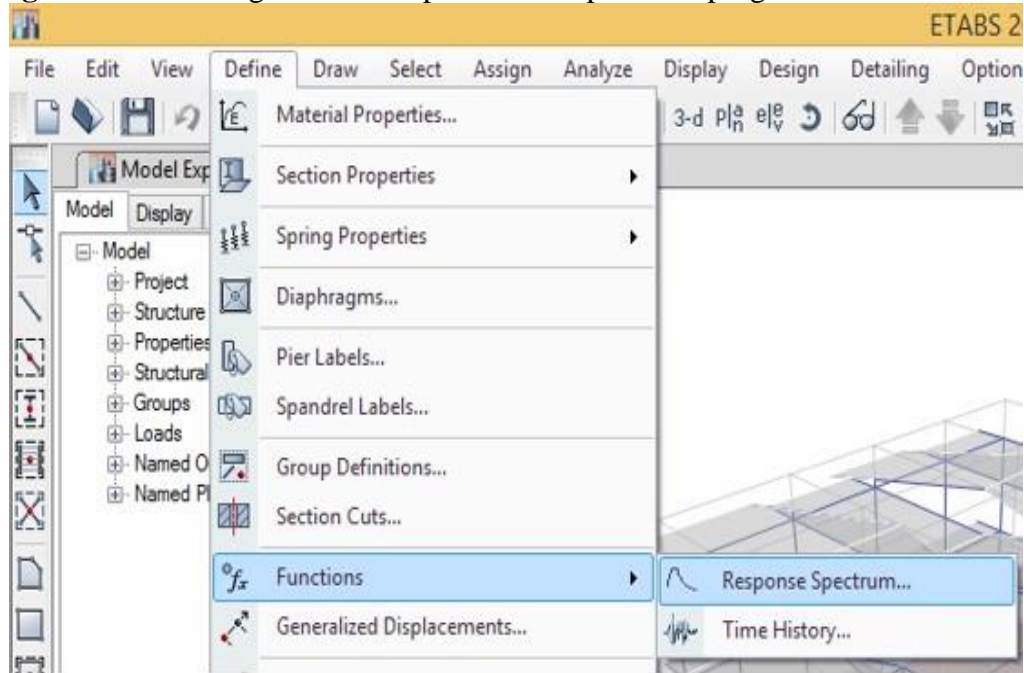 ETABS 2
File Edit View Define Draw Select Assign Analyze Display Design Detailing Option
3-d
Model Exp
Model Display
Model
Project
Structure
Properties
Structural
Groups
Loads
Named O
Named Pl
Material Properties...
Section Properties
Spring Properties
Diaphragms...
Pier Labels...
Spandrel Labels...
Group Definitions...
Section Cuts...
Functions
Generalized Displacements...
Response Spectrum...
Time History...